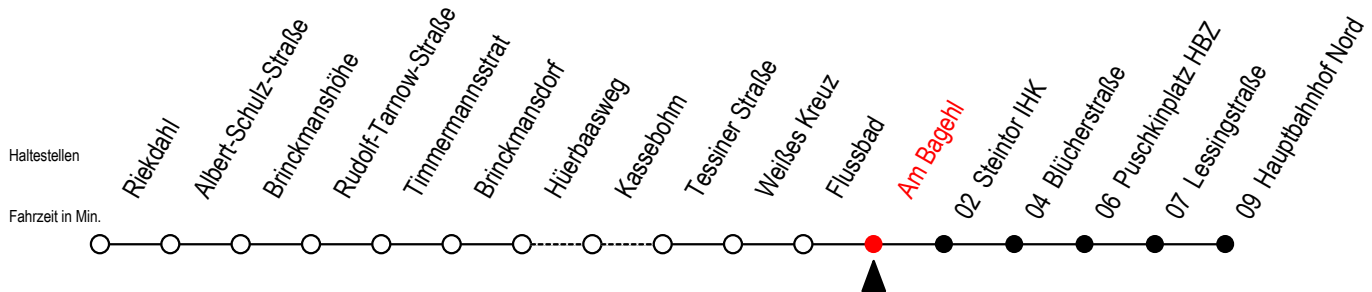 Haltestellen
Fahrzeit in Min.
Riekdahl
Albert-Schulz-Straße
Brinckmanshöhe
Rudolf-Tarnow-Straße
Timmermannsstrat
Brinckmansdorf
Hüerbaasweg
Kassebohm
Tessiner Straße
Weißes Kreuz
Flussbad
Am Bagehl
02 Steintor IHK
04 Blücherstraße
06 Puschkinplatz HBZ
07 Lessingstraße
09 Hauptbahnhof Nord